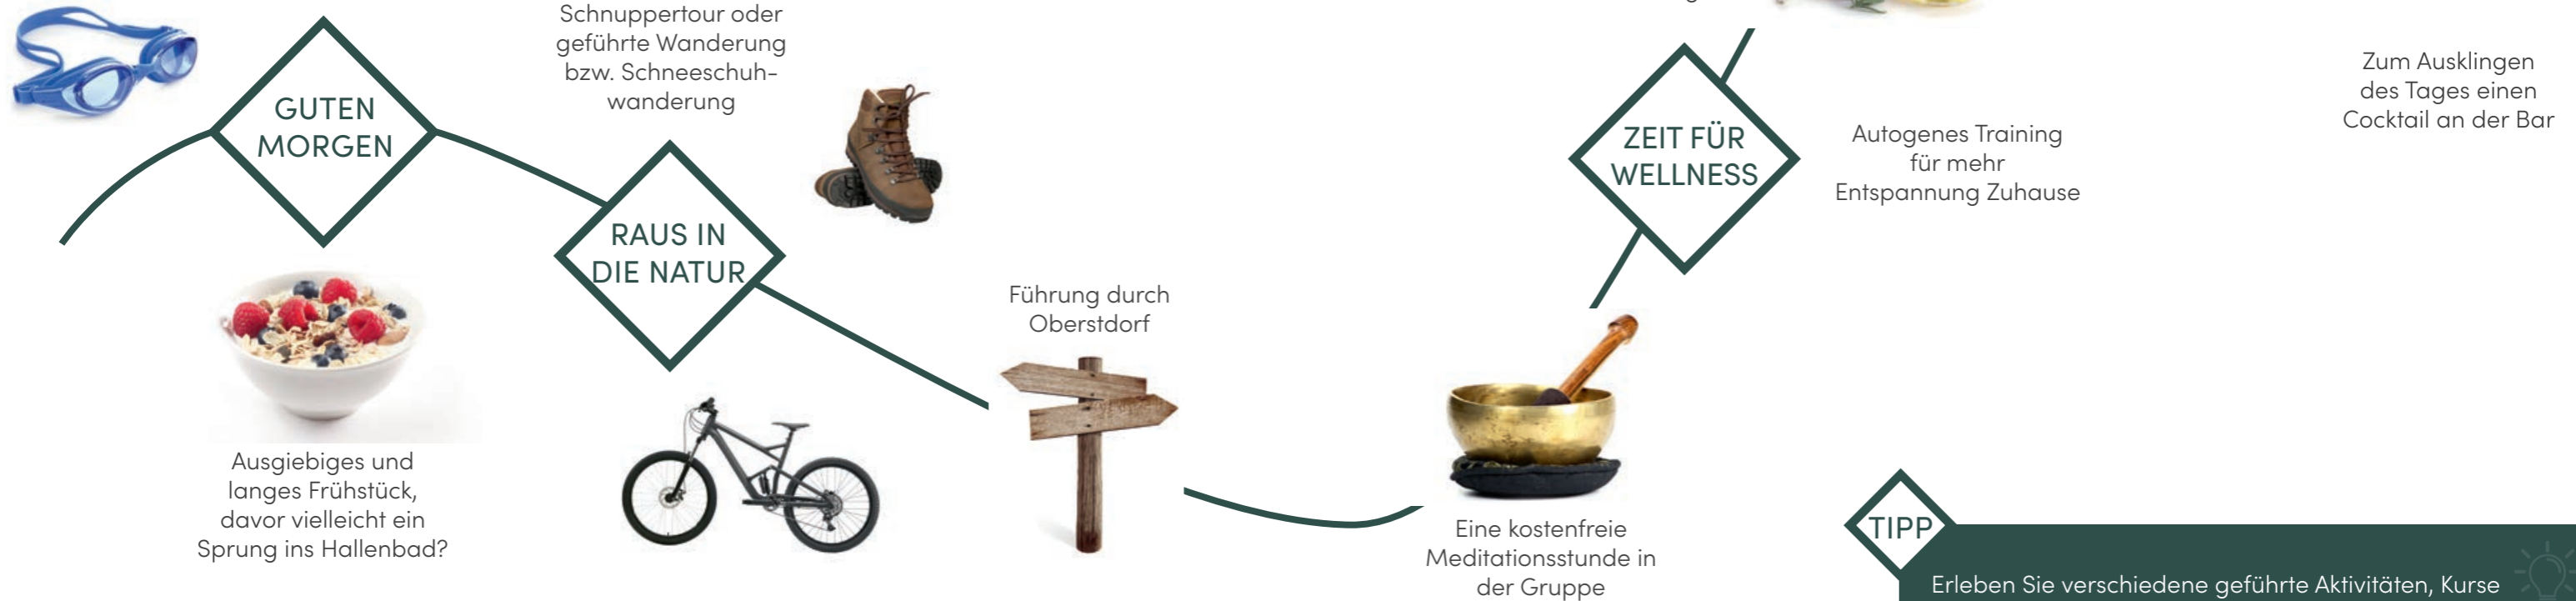 GUTEN
MORGEN
Ausgiebiges und
langes Frühstück,
davor vielleicht ein
Sprung ins Hallenbad?
Schnuppertour oder
geführte Wanderung
bzw. Schneeschuh-
wanderung
RAUS IN
DIE NATUR
Führung durch
Oberstdorf
Eine kostenfreie
Meditationsstunde in
der Gruppe
ZEIT FÜR
WELLNESS
Autogenes Training
für mehr
Entspannung Zuhause
Zum Ausklingen
des Tages einen
Cocktail an der Bar
TIPP
Erleben Sie verschiedene geführte Aktivitäten, Kurse